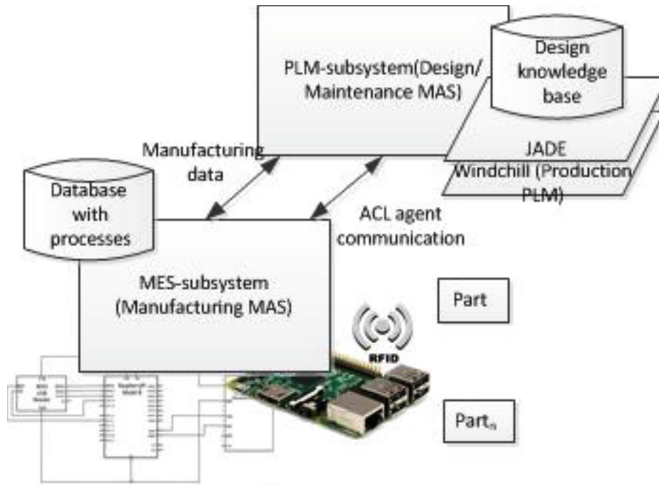 PLM-subsystem(Design/
Maintenance MAS)
Design
knowledge
base
JADE
Windchill (Production
PLM)
Manufacturing
data
ACL agent
communication
Database
with
processes
MES-subsystem
(Manufacturing MAS)
RFID
Part
Partₙ